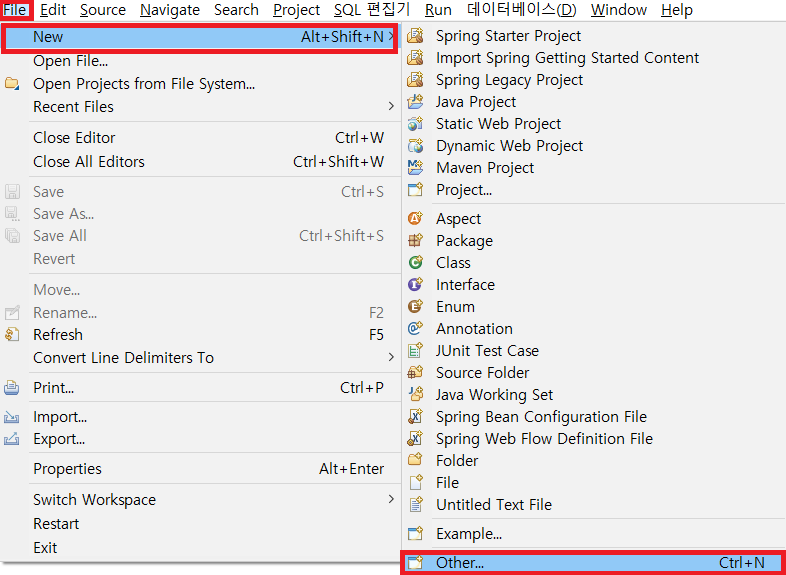 File Edit Source Navigate Search Project SQL 편집기 Run 데이터베이스(D) Window Help
New Alt+Shift+N
Open File...
Open Projects from File System...
Recent Files
Close Editor Ctrl+W
Close All Editors Ctrl+Shift+W
Save Ctrl+S
Save As...
Save All Ctrl+Shift+S
Revert
Move...
Rename... F2
Refresh F5
Convert Line Delimiters To
Print... Ctrl+P
Import...
Export...
Properties Alt+Enter
Switch Workspace
Restart
Exit
Spring Starter Project
Import Spring Getting Started Content
Spring Legacy Project
Java Project
Static Web Project
Dynamic Web Project
Maven Project
Project...
Aspect
Package
Class
Interface
Enum
Annotation
JUnit Test Case
Source Folder
Java Working Set
Spring Bean Configuration File
Spring Web Flow Definition File
Folder
File
Untitled Text File
Example...
Other... Ctrl+N